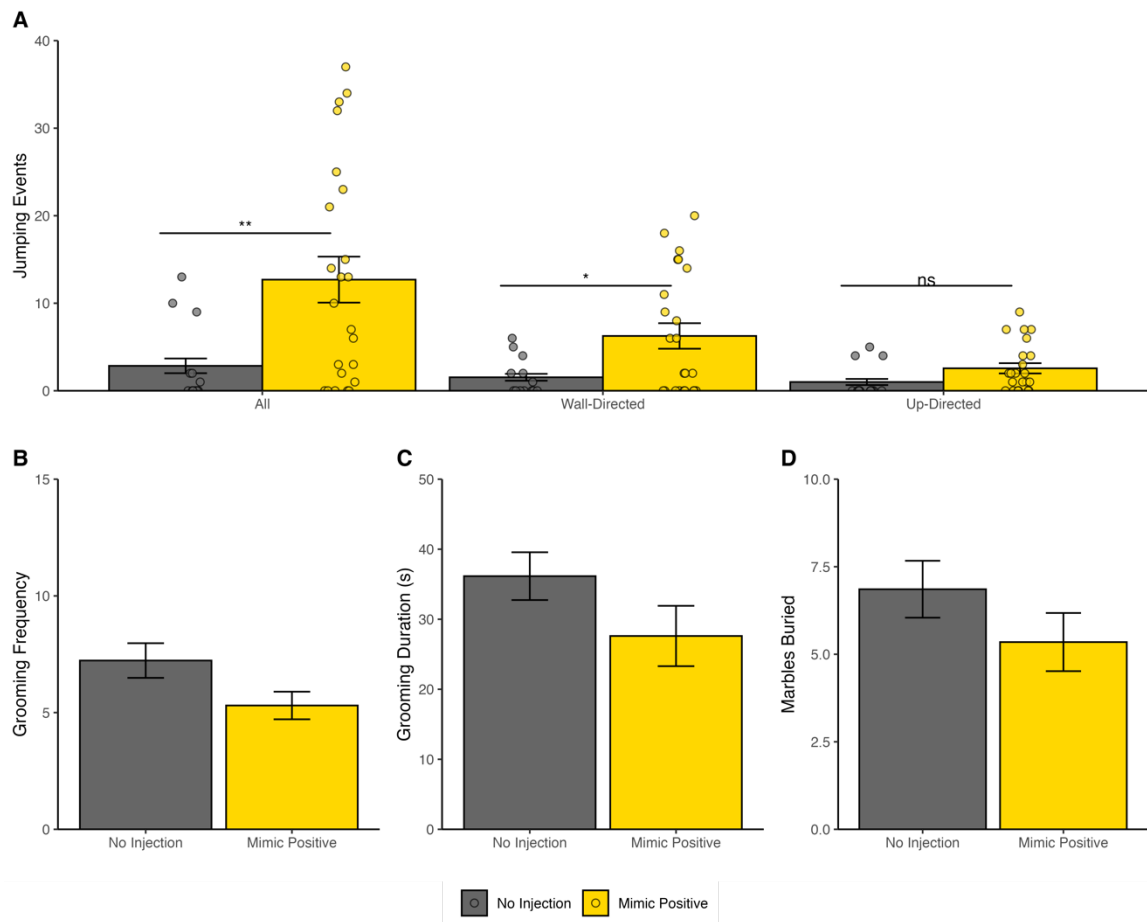 A
40
30
20
10
0
Jumping Events
**
*
ns
All
Wall-Directed
Up-Directed
B
15
10
5
0
Grooming Frequency
No Injection
Mimic Positive
C
50
40
30
20
10
0
Grooming Duration (s)
No Injection
Mimic Positive
D
10.0
7.5
5.0
2.5
0.0
Marbles Buried
No Injection
Mimic Positive
No Injection
Mimic Positive